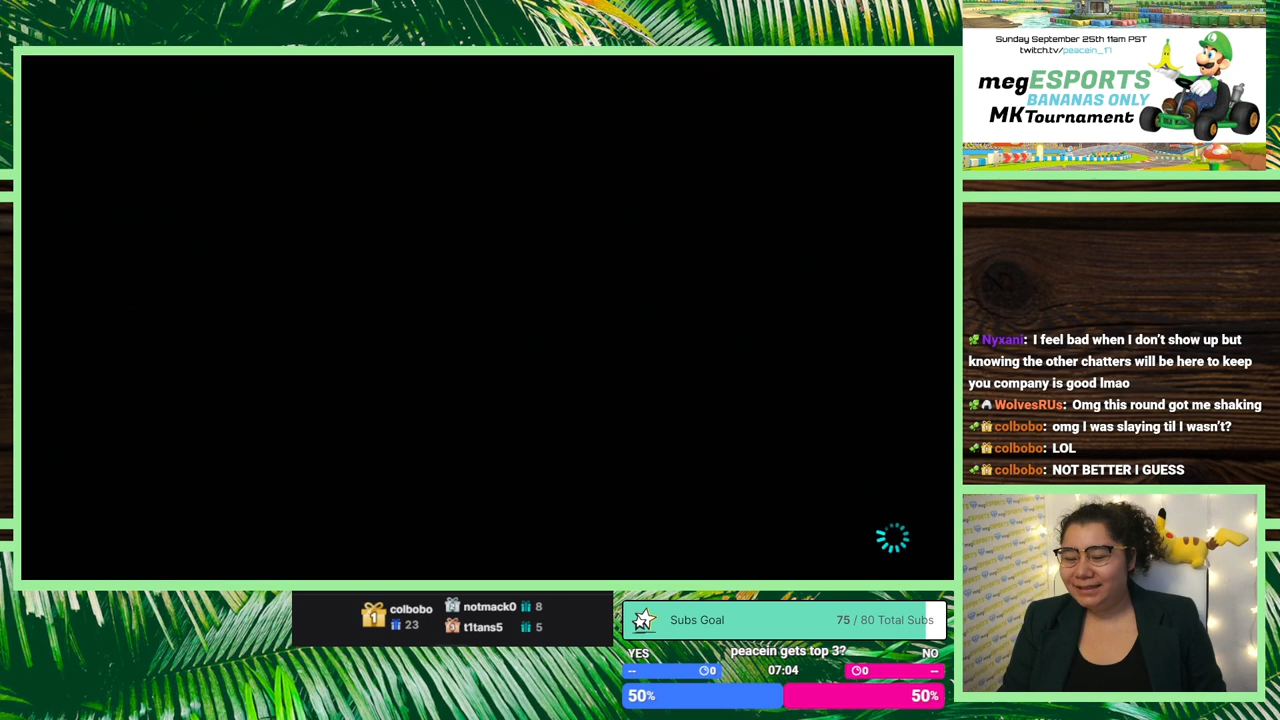 Sunday September 25th 11am PST
twitch.tv/peacein_17
megESPORTS
BANANAS ONLY
MKTournament
Nyxani: I feel bad when I don’t show up but
knowing the other chatters will be here to keep
you company is good lmao
WolvesRUs: Omg this round got me shaking
colbobo: omg I was slaying til I wasn’t?
colbobo: LOL
colbobo: NOT BETTER I GUESS
1 colbobo 23
notmack0 8
t1tans5 5
Subs Goal 75 / 80 Total Subs
YES peacein gets top 3? NO
-- 0 07:04 0 --
50% 50%